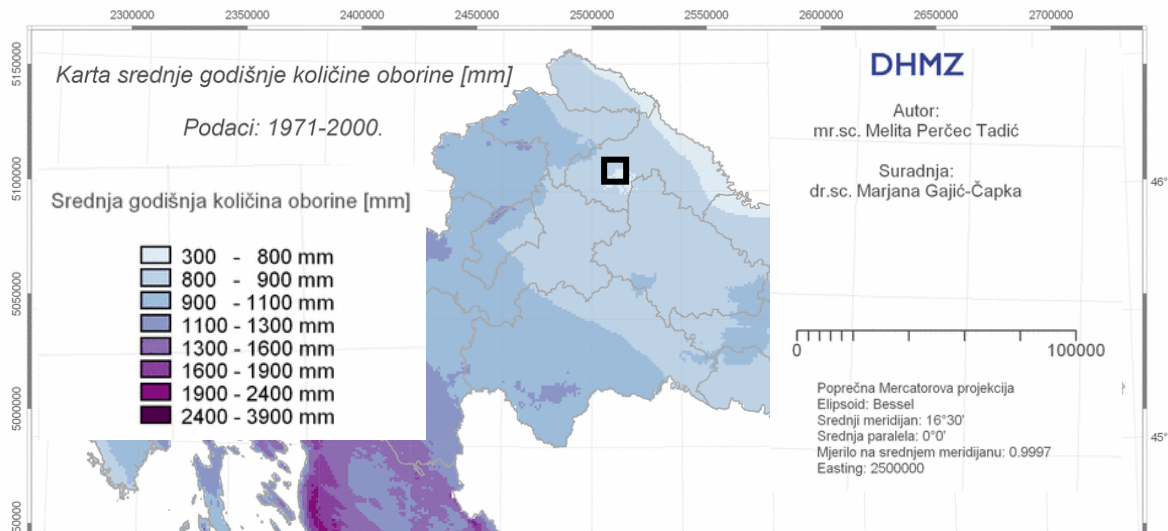 2300000 2350000 2400000 2450000 2500000 2550000 2600000 2650000 2700000
Karta srednje godišnje količine oborine [mm]
Podaci: 1971-2000.
Srednja godišnja količina oborine [mm]
300 - 800 mm
800 - 900 mm
900 - 1100 mm
1100 - 1300 mm
1300 - 1600 mm
1600 - 1900 mm
1900 - 2400 mm
2400 - 3900 mm
5150000
5100000
5050000
5000000
DHMZ
Autor:
mr.sc. Melita Perčec Tadić
Suradnja:
dr.sc. Marjana Gajić-Čapka
46°
0 100000
Poprečna Mercatorova projekcija
Elipsoid: Bessel
Srednji meridijan: 16°30'
Srednja paralela: 0°0'
Mjerilo na srednjem meridijanu: 0.9997
Easting: 2500000
45°